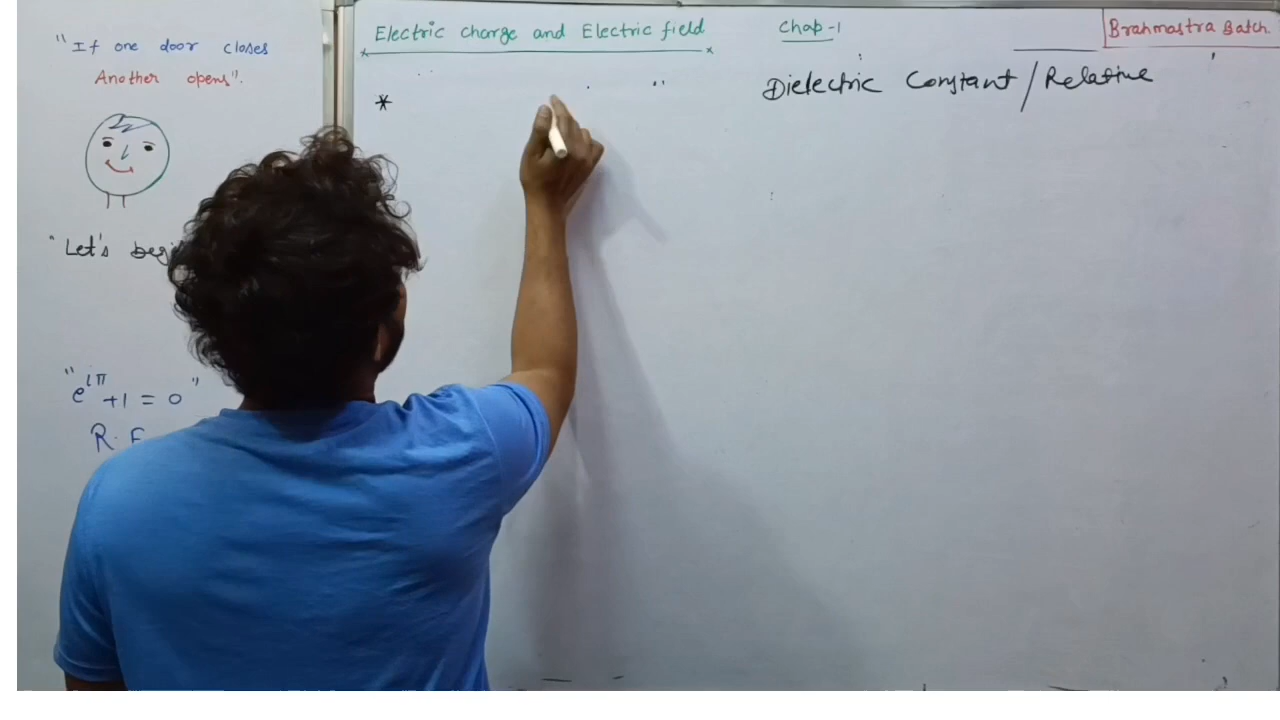 "If one door closes
Another opens".
"Let's
"e^iπ +1 = 0"
R.
Electric charge and Electric field
Chap-1
Brahmastra Batch.
Dielectric Constant / Relative
*